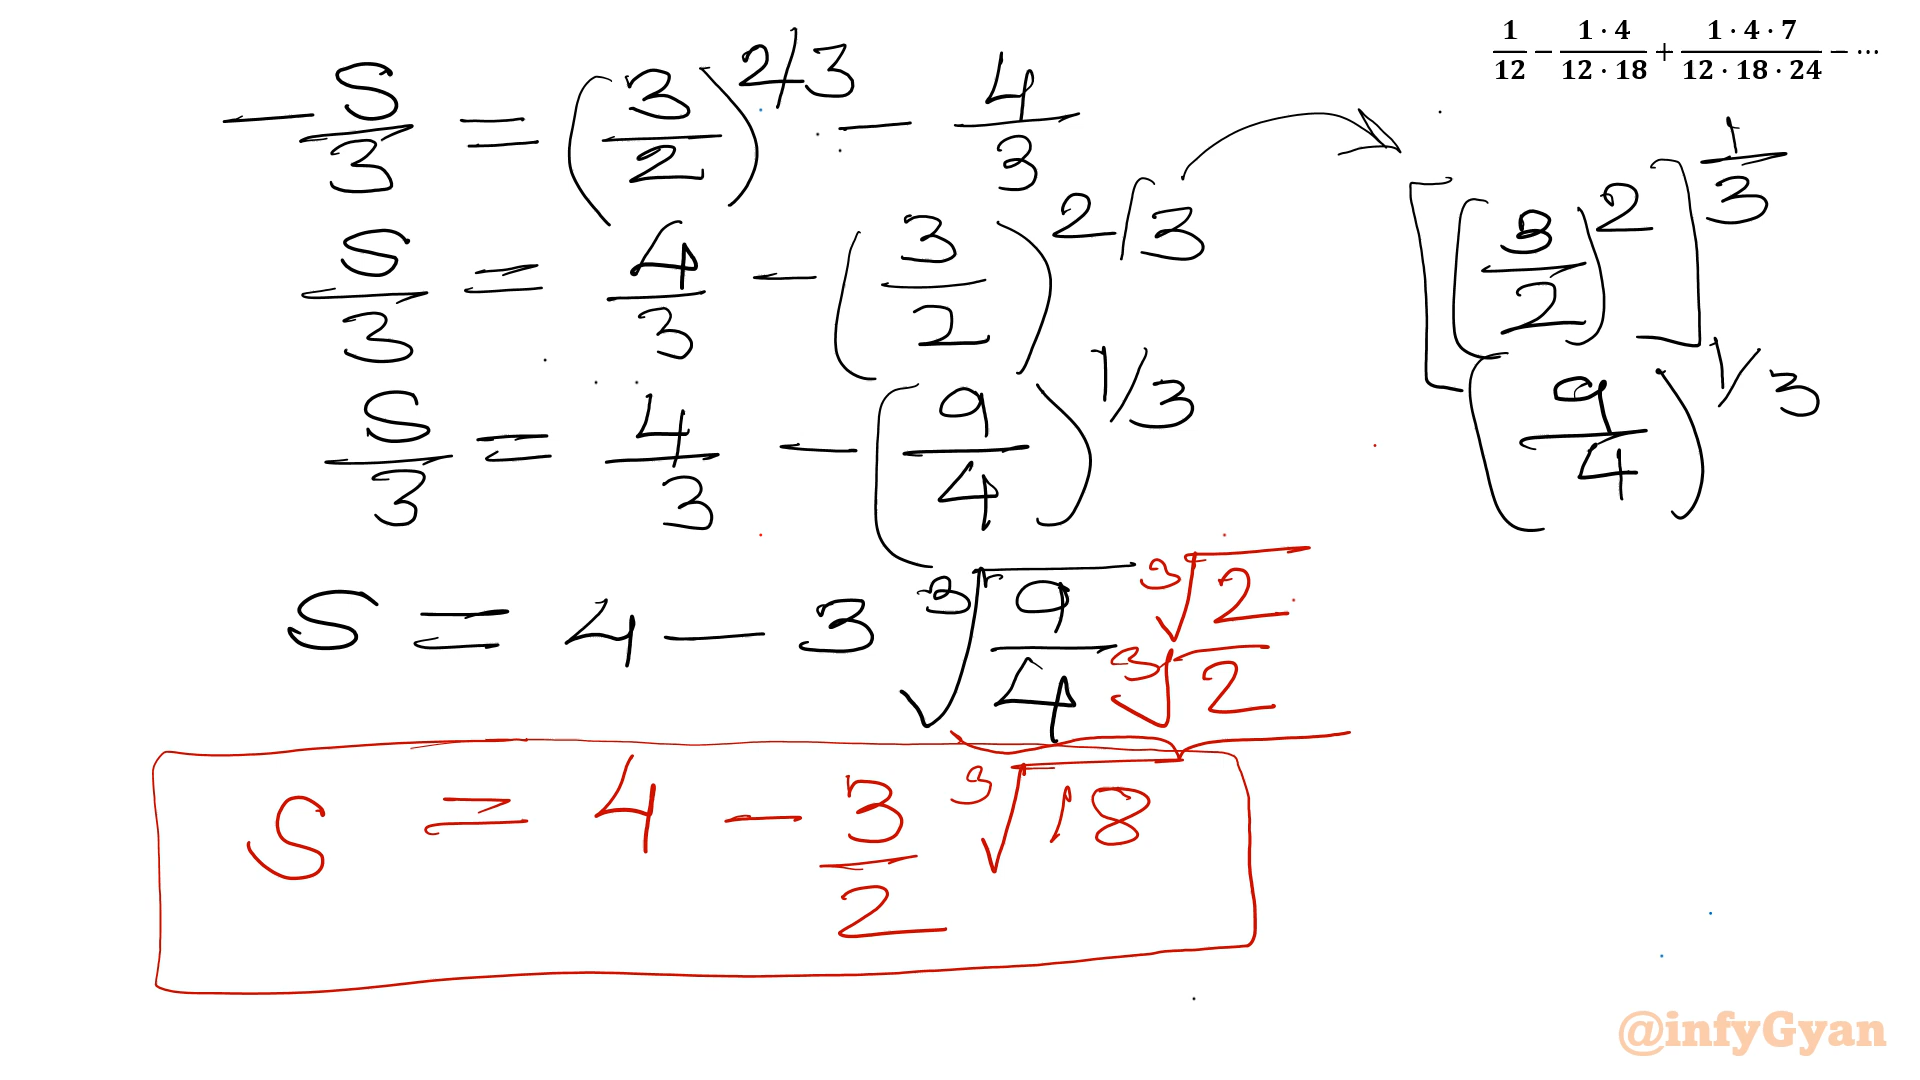 1/12 − 1·4/12·18 + 1·4·7/12·18·24 − ⋯
−S/3 = (3/2)^2/3 − 4/3
S/3 = 4/3 − (3/2)^2/3
[(3/2)^2]^1/3
S/3 = 4/3 − (9/4)^1/3
(9/4)^1/3
S = 4 − 3 ∛(9/4) ∛2/∛2
S = 4 − 3/2 ∛18
@infyGyan